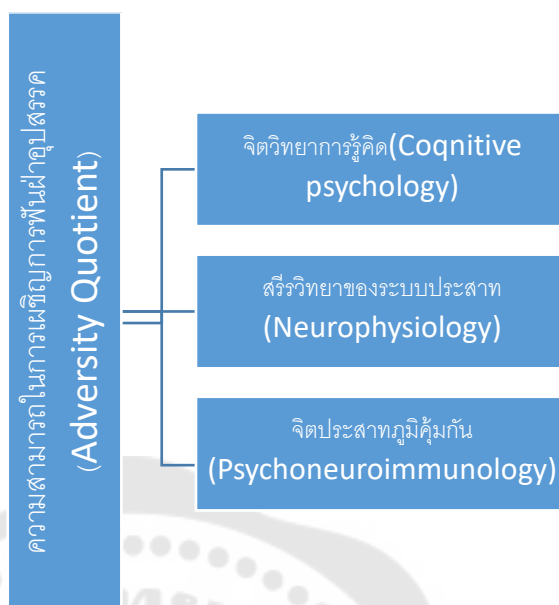 ความสามารถในการเผชิญการฟันฝ่าอุปสรรค
(Adversity Quotient)
จิตวิทยาการรู้คิด(Coqnitive
psychology)
สรีรวิทยาของระบบประสาท
(Neurophysiology)
จิตประสาทภูมิคุ้มกัน
(Psychoneuroimmunology)